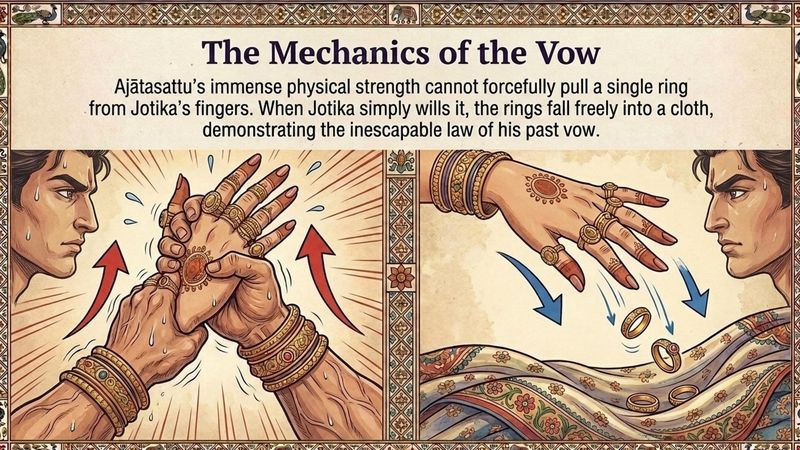 The Mechanics of the Vow
Ajātasattu's immense physical strength cannot forcefully pull a single ring
from Jotika's fingers. When Jotika simply wills it, the rings fall freely into a cloth,
demonstrating the inescapable law of his past vow.